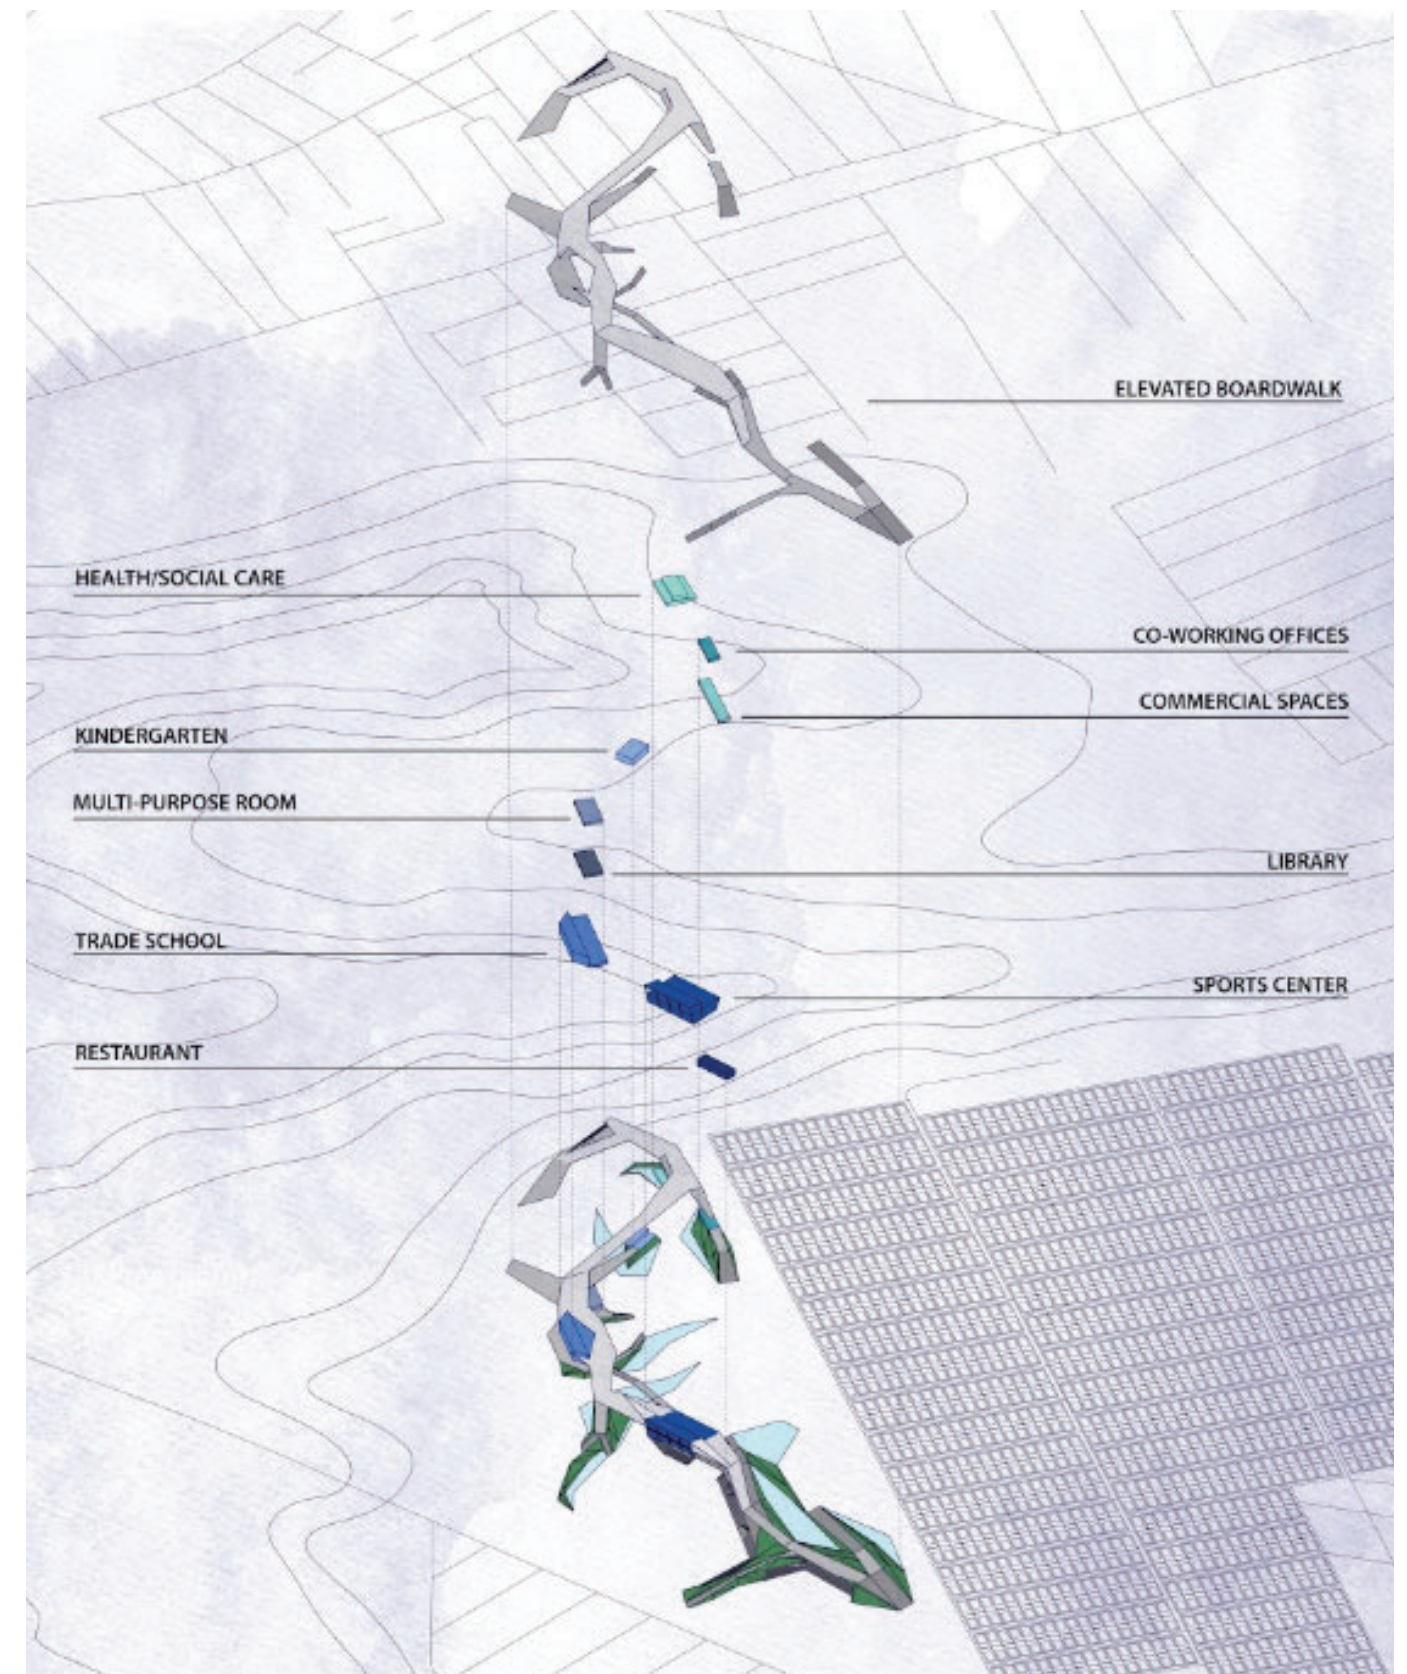 ELEVATED BOARDWALK
HEALTH/SOCIAL CARE
CO-WORKING OFFICES
COMMERCIAL SPACES
KINDERGARTEN
MULTI-PURPOSE ROOM
LIBRARY
TRADE SCHOOL
SPORTS CENTER
RESTAURANT